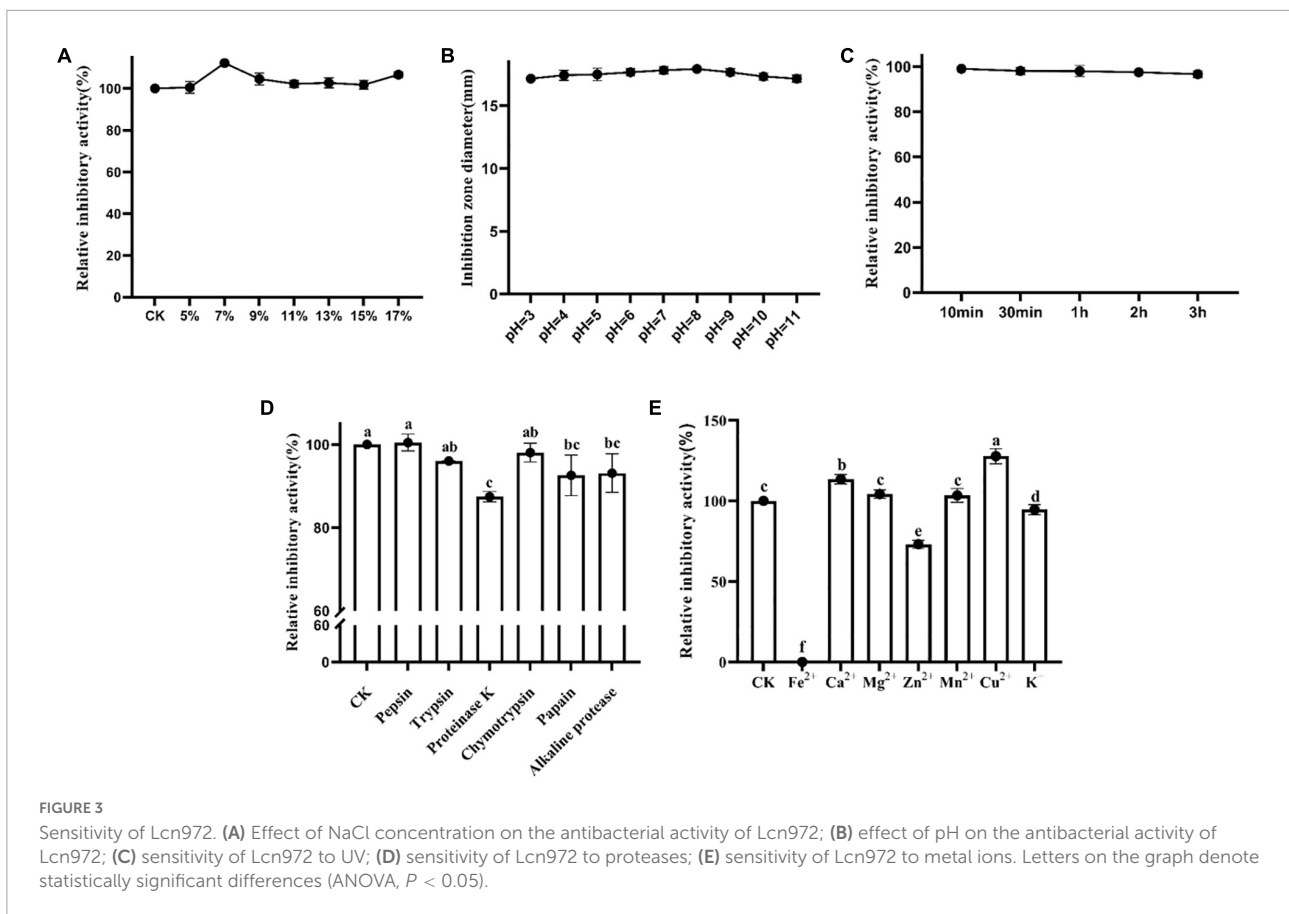 A
Relative inhibitory activity(%)
100
80
60
40
20
0
CK 5% 7% 9% 11% 13% 15% 17%
B
Inhibition zone diameter(mm)
15
10
5
0
pH=3 pH=4 pH=5 pH=6 pH=7 pH=8 pH=9 pH=10 pH=11
C
Relative inhibitory activity(%)
100
80
60
40
20
0
10min 30min 1h 2h 3h
D
Relative inhibitory activity(%)
100
80
60
60
0
a a ab c ab bc bc
CK Pepsin Trypsin Proteinase K Chymotrypsin Papain Alkaline protease
E
Relative inhibitory activity(%)
150
100
50
0
c f b c e c a d
CK Fe²⁺ Ca²⁺ Mg²⁺ Zn²⁺ Mn²⁺ Cu²⁺ K⁻
FIGURE 3
Sensitivity of Lcn972. (A) Effect of NaCl concentration on the antibacterial activity of Lcn972; (B) effect of pH on the antibacterial activity of
Lcn972; (C) sensitivity of Lcn972 to UV; (D) sensitivity of Lcn972 to proteases; (E) sensitivity of Lcn972 to metal ions. Letters on the graph denote
statistically significant differences (ANOVA, P < 0.05).